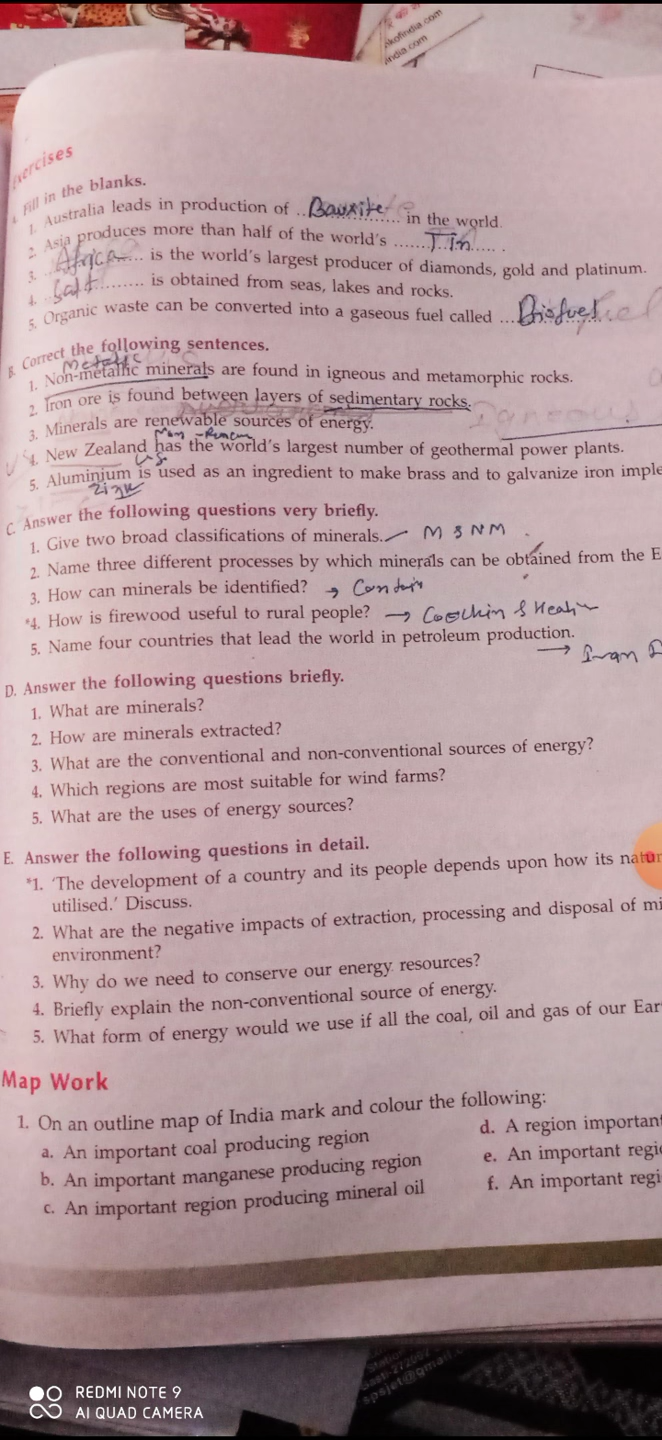 nkofindia.com
india.com
Exercises
Fill in the blanks.
1. Australia leads in production of ..Bauxite.. in the world.
2. Asia produces more than half of the world's ......Tin..... .
3. Africa... is the world's largest producer of diamonds, gold and platinum.
4. Salt........ is obtained from seas, lakes and rocks.
5. Organic waste can be converted into a gaseous fuel called ...Biofuel..
B. Correct the following sentences.
Metallic
1. Non-metallic minerals are found in igneous and metamorphic rocks.
2. Iron ore is found between layers of sedimentary rocks.
Igneous
3. Minerals are renewable sources of energy.
4. New Zealand has the world's largest number of geothermal power plants.
US
5. Aluminium is used as an ingredient to make brass and to galvanize iron imple
C. Answer the following questions very briefly.
1. Give two broad classifications of minerals. M & NM
2. Name three different processes by which minerals can be obtained from the E
3. How can minerals be identified? →
*4. How is firewood useful to rural people? →
5. Name four countries that lead the world in petroleum production.
→ Iran
D. Answer the following questions briefly.
1. What are minerals?
2. How are minerals extracted?
3. What are the conventional and non-conventional sources of energy?
4. Which regions are most suitable for wind farms?
5. What are the uses of energy sources?
E. Answer the following questions in detail.
*1. 'The development of a country and its people depends upon how its natur
utilised.' Discuss.
2. What are the negative impacts of extraction, processing and disposal of mi
environment?
3. Why do we need to conserve our energy resources?
4. Briefly explain the non-conventional source of energy.
5. What form of energy would we use if all the coal, oil and gas of our Ear
Map Work
1. On an outline map of India mark and colour the following:
a. An important coal producing region
b. An important manganese producing region
c. An important region producing mineral oil
d. A region important
e. An important regi
f. An important regi
REDMI NOTE 9
AI QUAD CAMERA